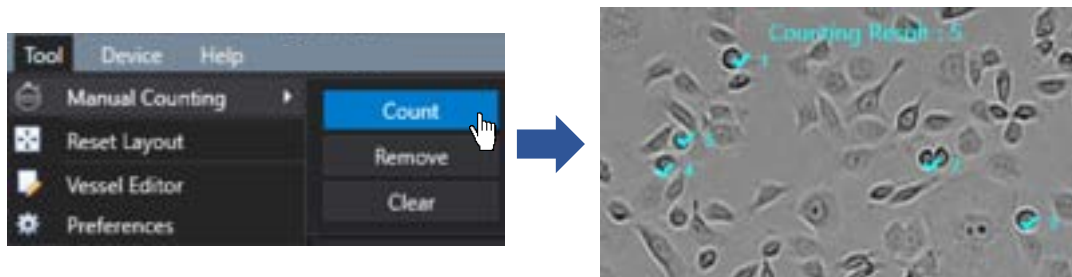 Tool Device Help
Manual Counting
Reset Layout
Vessel Editor
Preferences
Count
Remove
Clear
Counting Result : 5
1
5
4
2
3